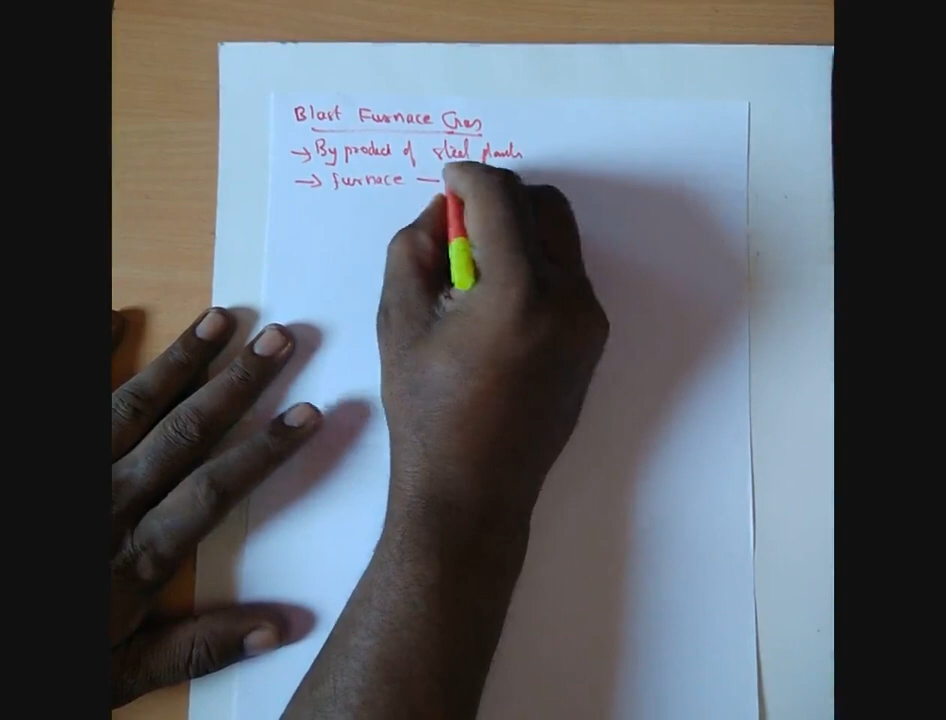 Blast Furnace Gas
→ By product of steel plants
→ furnace —